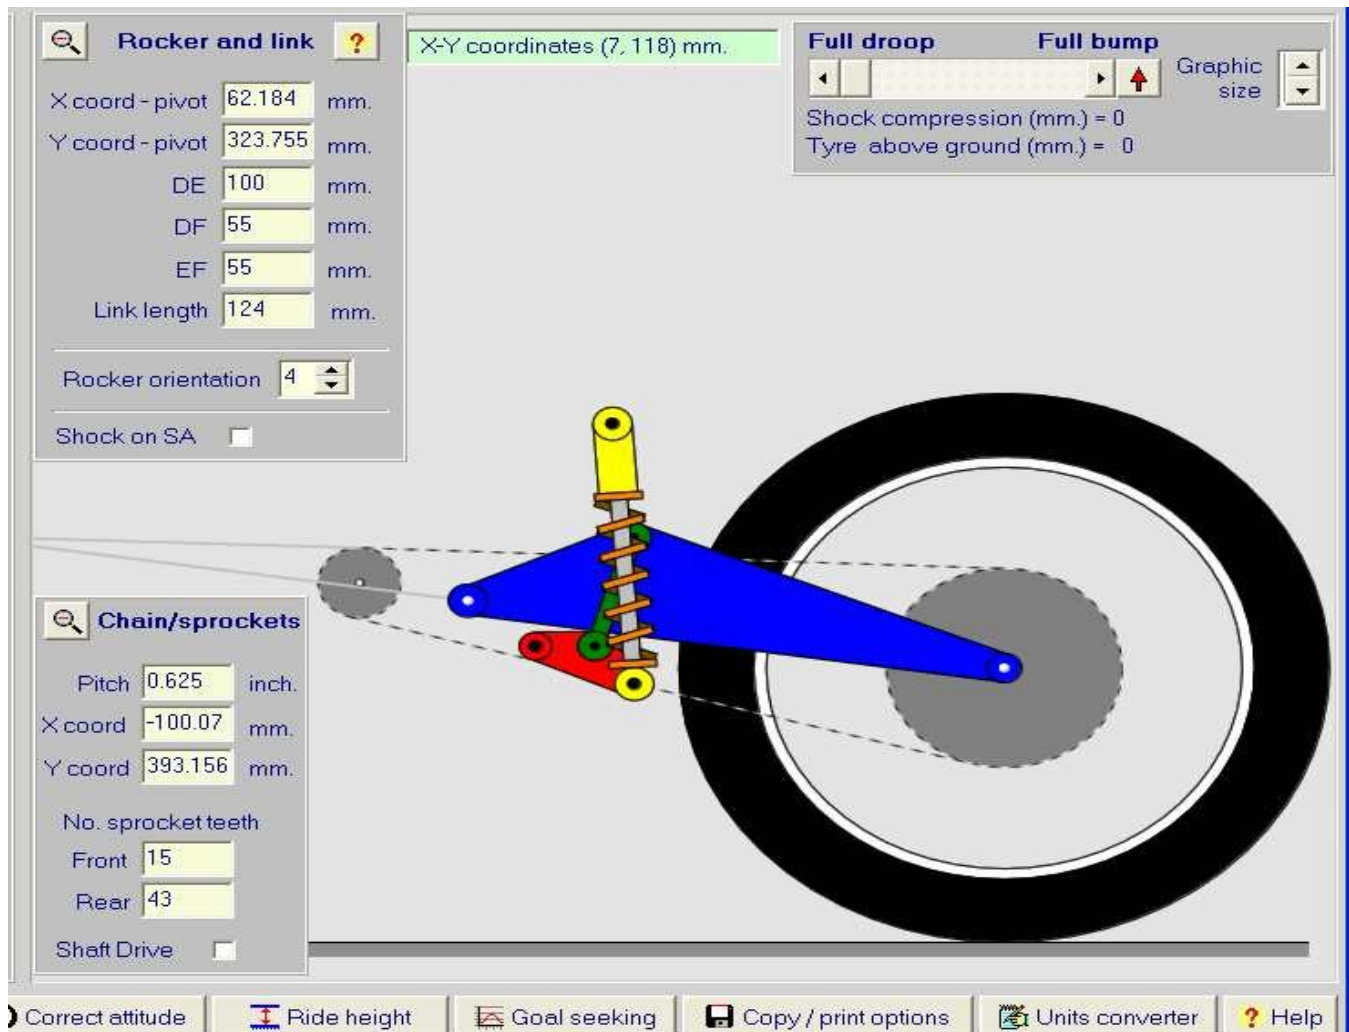 Rocker and link ?
X coord - pivot 62.184 mm.
Y coord - pivot 323.755 mm.
DE 100 mm.
DF 55 mm.
EF 55 mm.
Link length 124 mm.
Rocker orientation 4
Shock on SA
X-Y coordinates (7, 118) mm.
Full droop Full bump
Graphic size
Shock compression (mm.) = 0
Tyre above ground (mm.) = 0
Chain/sprockets
Pitch 0.625 inch.
X coord -100.07 mm.
Y coord 393.156 mm.
No. sprocket teeth
Front 15
Rear 43
Shaft Drive
Correct attitude Ride height Goal seeking Copy / print options Units converter ? Help